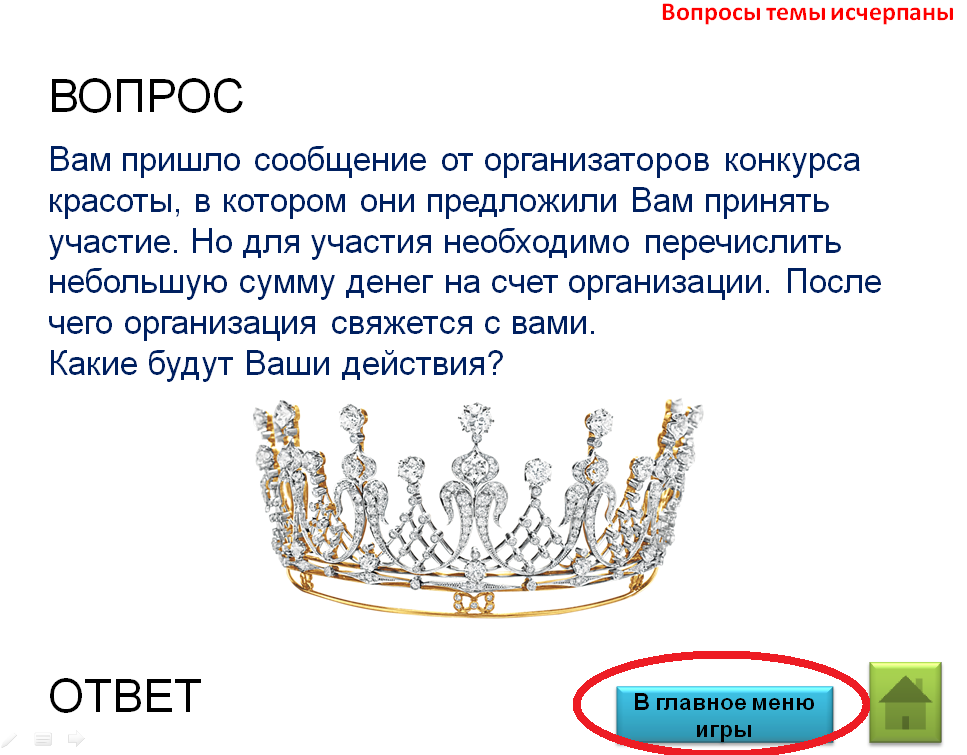 Вопросы темы исчерпаны
ВОПРОС
Вам пришло сообщение от организаторов конкурса
красоты, в котором они предложили Вам принять
участие. Но для участия необходимо перечислить
небольшую сумму денег на счет организации. После
чего организация свяжется с вами.
Какие будут Ваши действия?
ОТВЕТ
В главное меню
игры